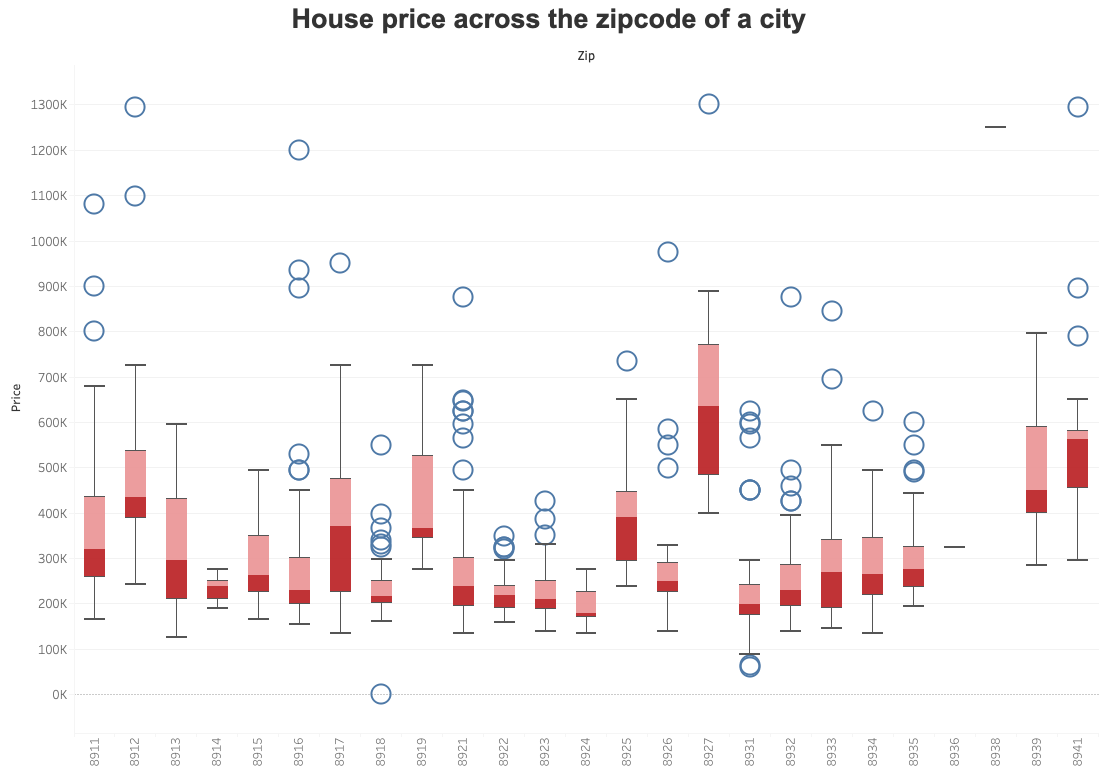 House price across the zipcode of a city
Zip
1300K
1200K
1100K
1000K
900K
800K
700K
600K
500K
400K
300K
200K
100K
0K
Price
8911
8912
8913
8914
8915
8916
8917
8918
8919
8921
8922
8923
8924
8925
8926
8927
8931
8932
8933
8934
8935
8936
8938
8939
8941